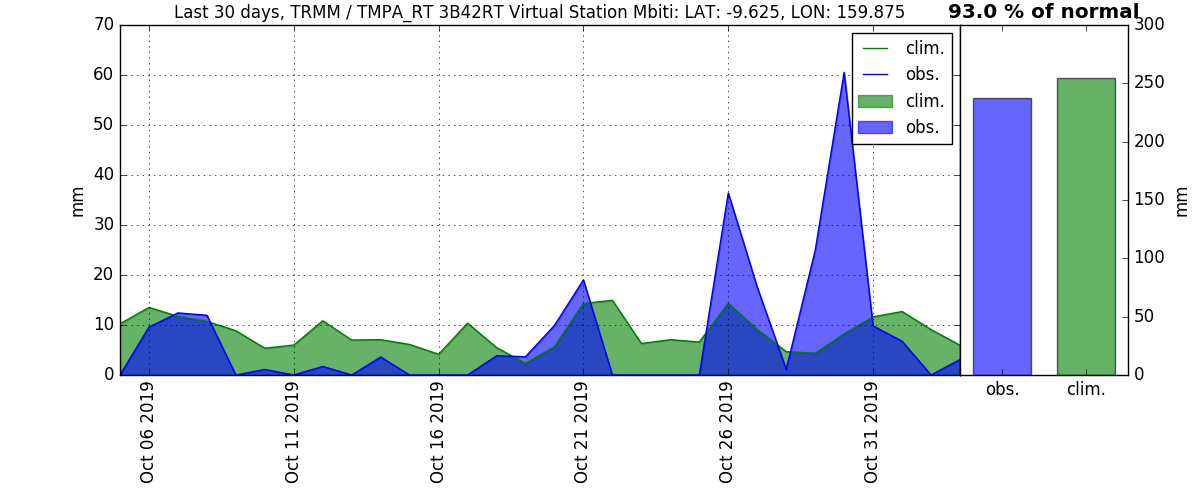 Last 30 days, TRMM / TMPA_RT 3B42RT Virtual Station Mbiti: LAT: -9.625, LON: 159.875
93.0 % of normal
70
60
50
40
30
20
10
0
mm
clim.
obs.
clim.
obs.
Oct 06 2019
Oct 11 2019
Oct 16 2019
Oct 21 2019
Oct 26 2019
Oct 31 2019
300
250
200
150
100
50
0
mm
obs.
clim.